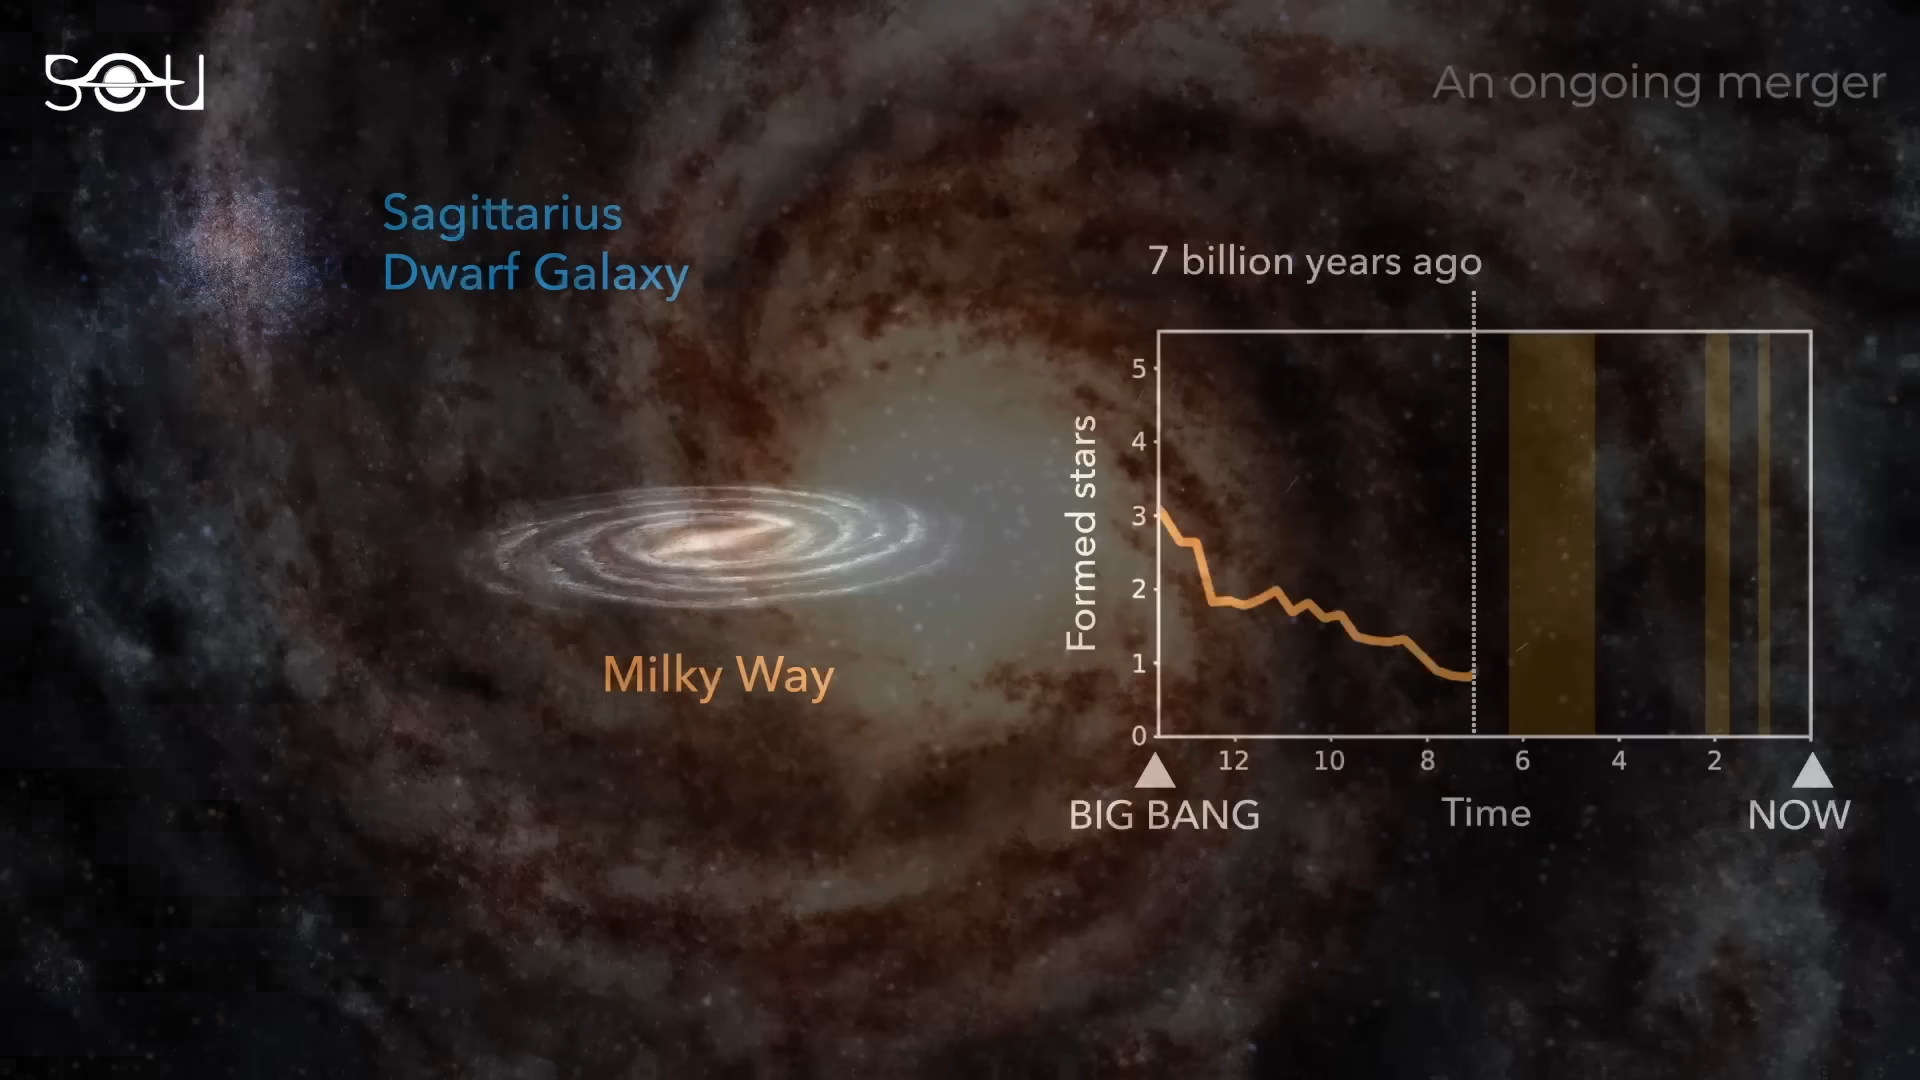 SOU
An ongoing merger
Sagittarius
Dwarf Galaxy
Milky Way
7 billion years ago
Formed stars
5
4
3
2
1
0
12 10 8 6 4 2
BIG BANG Time NOW